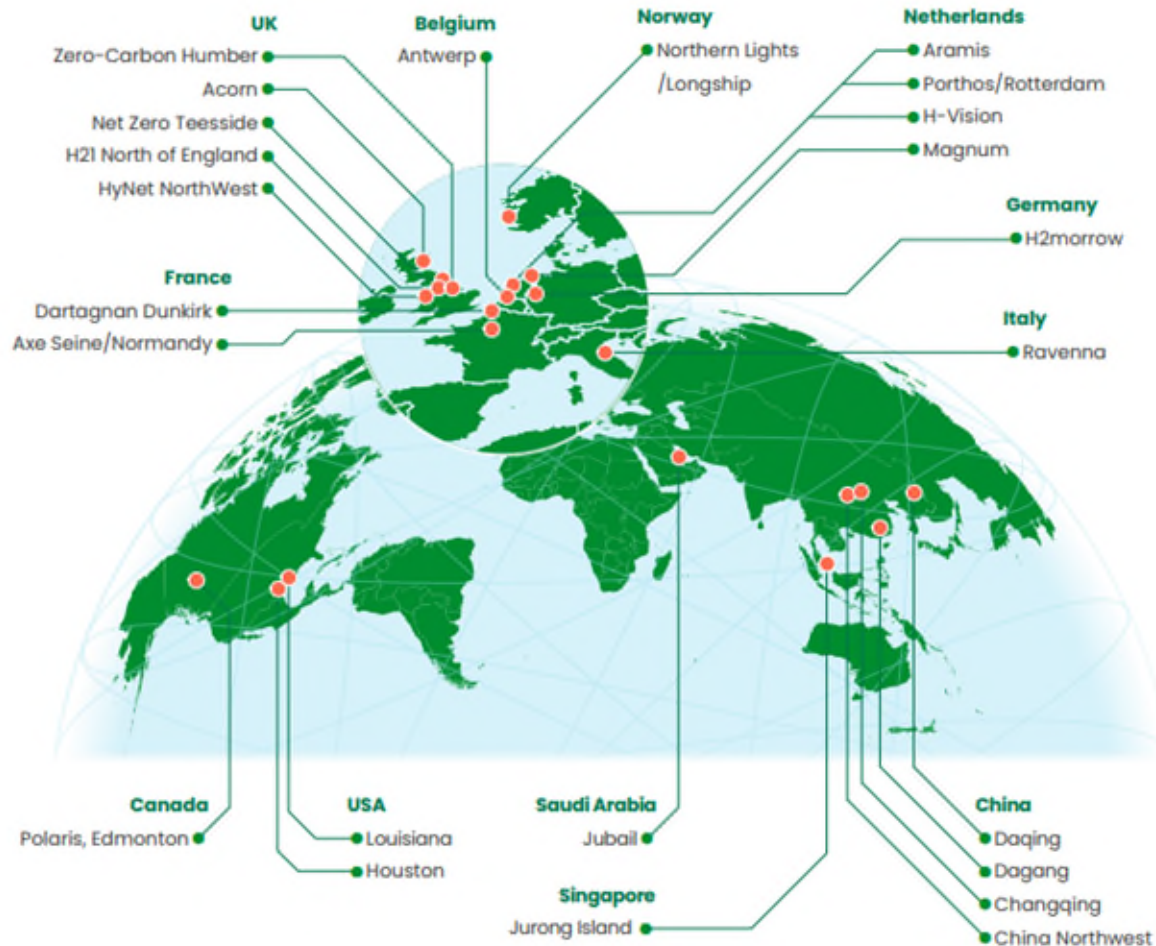 UK
Zero-Carbon Humber
Acorn
Net Zero Teesside
H21 North of England
HyNet NorthWest
Belgium
Antwerp
Norway
Northern Lights
/Longship
Netherlands
Aramis
Porthos/Rotterdam
H-Vision
Magnum
Germany
H2morrow
France
Dartagnan Dunkirk
Axe Seine/Normandy
Italy
Ravenna
Canada
Polaris, Edmonton
USA
Louisiana
Houston
Saudi Arabia
Jubail
Singapore
Jurong Island
China
Daqing
Dagang
Changqing
China Northwest